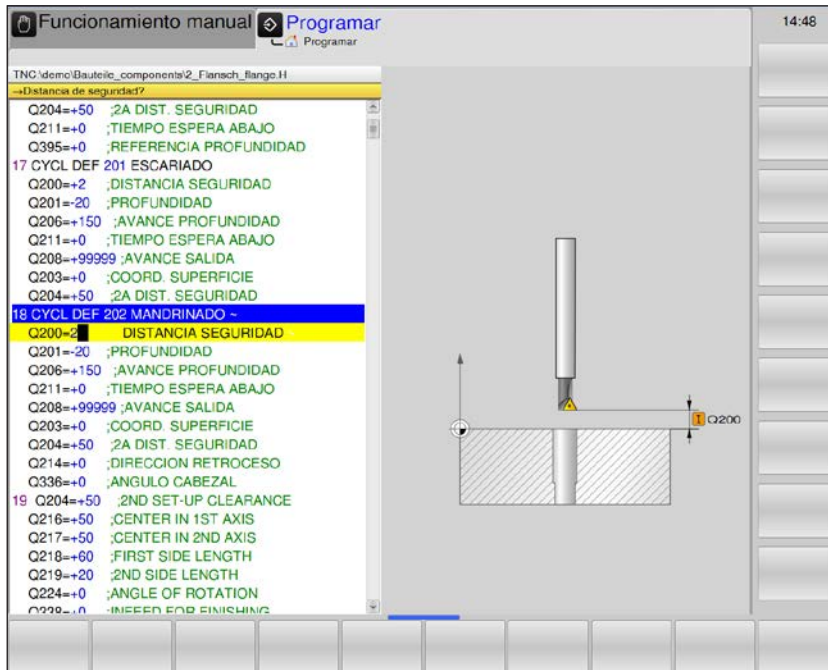 Funcionamiento manual
Programar
Programar
14:48
TNC:\demo\Bauteile_components\2_Flansch_flange.H
→Distancia de seguridad?
Q204=+50 ;2A DIST. SEGURIDAD
Q211=+0 ;TIEMPO ESPERA ABAJO
Q395=+0 ;REFERENCIA PROFUNDIDAD
17 CYCL DEF 201 ESCARIADO
Q200=+2 ;DISTANCIA SEGURIDAD
Q201=-20 ;PROFUNDIDAD
Q206=+150 ;AVANCE PROFUNDIDAD
Q211=+0 ;TIEMPO ESPERA ABAJO
Q208=+99999 ;AVANCE SALIDA
Q203=+0 ;COORD. SUPERFICIE
Q204=+50 ;2A DIST. SEGURIDAD
18 CYCL DEF 202 MANDRINADO ~
Q200=2 DISTANCIA SEGURIDAD
Q201=-20 ;PROFUNDIDAD
Q206=+150 ;AVANCE PROFUNDIDAD
Q211=+0 ;TIEMPO ESPERA ABAJO
Q208=+99999 ;AVANCE SALIDA
Q203=+0 ;COORD. SUPERFICIE
Q204=+50 ;2A DIST. SEGURIDAD
Q214=+0 ;DIRECCION RETROCESO
Q336=+0 ;ANGULO CABEZAL
19 Q204=+50 ;2ND SET-UP CLEARANCE
Q216=+50 ;CENTER IN 1ST AXIS
Q217=+50 ;CENTER IN 2ND AXIS
Q218=+60 ;FIRST SIDE LENGTH
Q219=+20 ;2ND SIDE LENGTH
Q224=+0 ;ANGLE OF ROTATION
Q338=+0 ;INFEED FOR FINISHING
I Q200